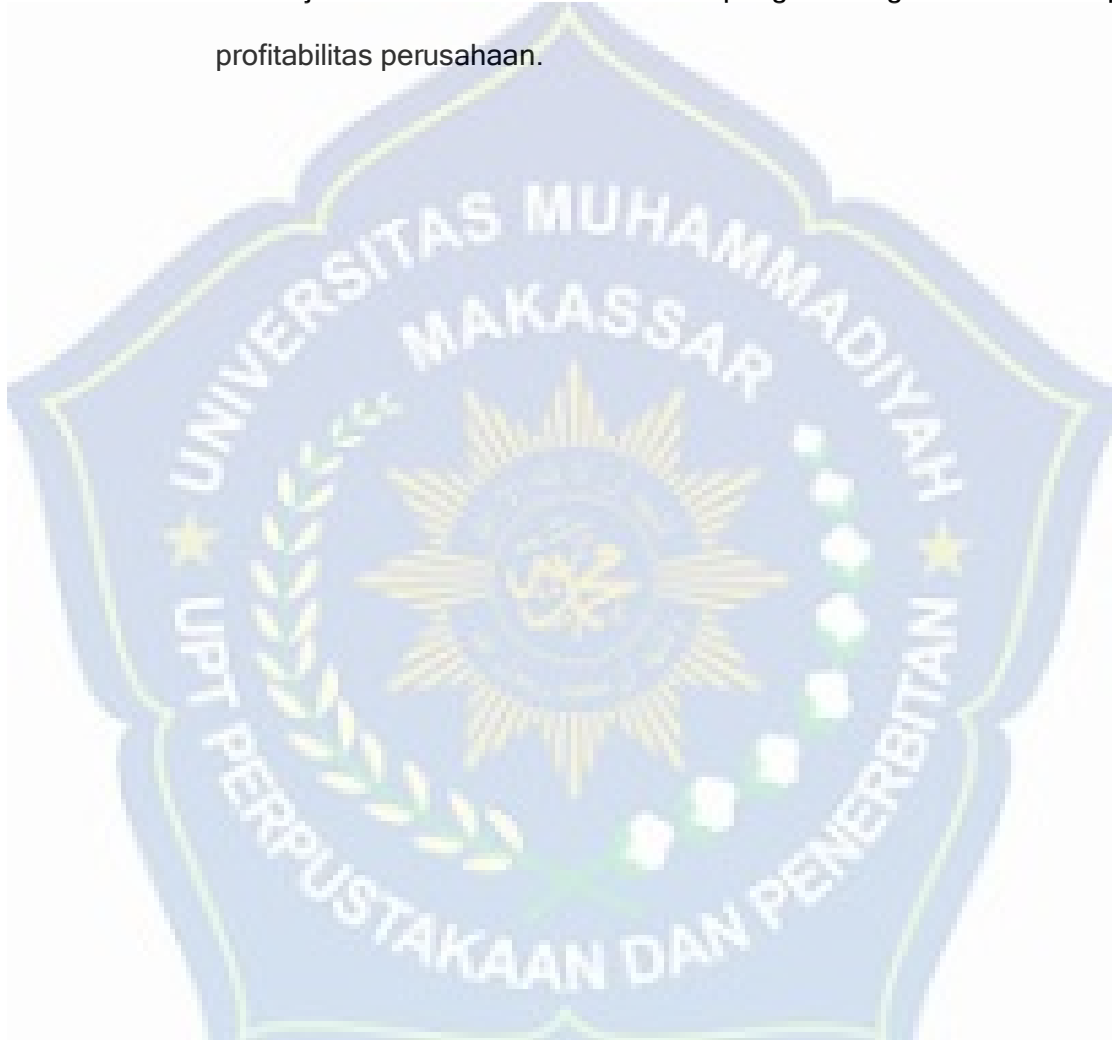 profitabilitas perusahaan.
UNIVERSITAS MUHAMMADIYAH
MAKASSAR
UPT PERPUSTAKAAN DAN PENERBITAN